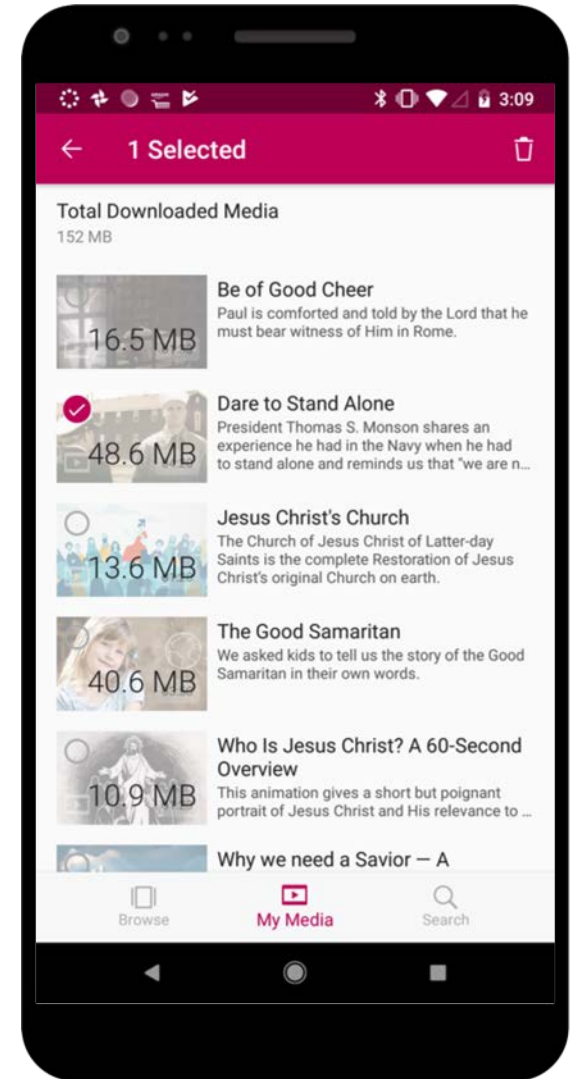 3:09
1 Selected
Total Downloaded Media
152 MB
Be of Good Cheer
Paul is comforted and told by the Lord that he
must bear witness of Him in Rome.
16.5 MB
Dare to Stand Alone
President Thomas S. Monson shares an
experience he had in the Navy when he had
to stand alone and reminds us that "we are n...
48.6 MB
Jesus Christ's Church
The Church of Jesus Christ of Latter-day
Saints is the complete Restoration of Jesus
Christ's original Church on earth.
13.6 MB
The Good Samaritan
We asked kids to tell us the story of the Good
Samaritan in their own words.
40.6 MB
Who Is Jesus Christ? A 60-Second
Overview
This animation gives a short but poignant
portrait of Jesus Christ and His relevance to ...
10.9 MB
Why we need a Savior — A
Browse
My Media
Search